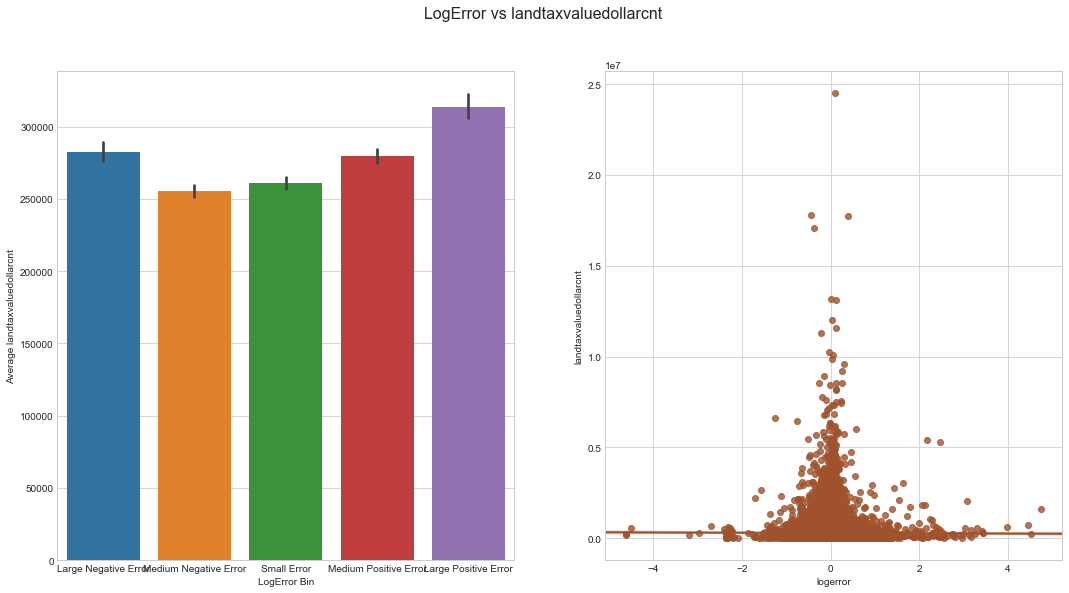 LogError vs landtaxvaluedollarcnt
Average landtaxvaluedollarcnt
300000
250000
200000
150000
100000
50000
0
Large Negative Error
Medium Negative Error
Small Error
Medium Positive Error
Large Positive Error
LogError Bin
1e7
landtaxvaluedollarcnt
2.5
2.0
1.5
1.0
0.5
0.0
−4
−2
0
2
4
logerror